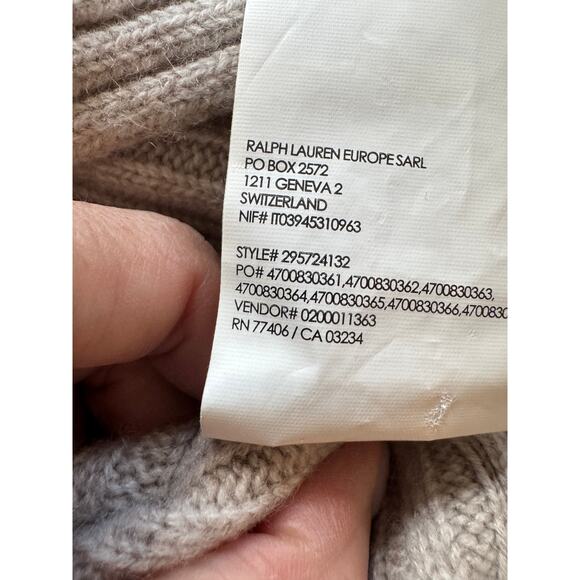 RALPH LAUREN EUROPE SARL
PO BOX 2572
1211 GENEVA 2
SWITZERLAND
NIF# IT03945310963
STYLE# 295724132
PO# 4700830361,4700830362,4700830363,
4700830364,4700830365,4700830366,470083
VENDOR# 0200011363
RN 77406 / CA 03234